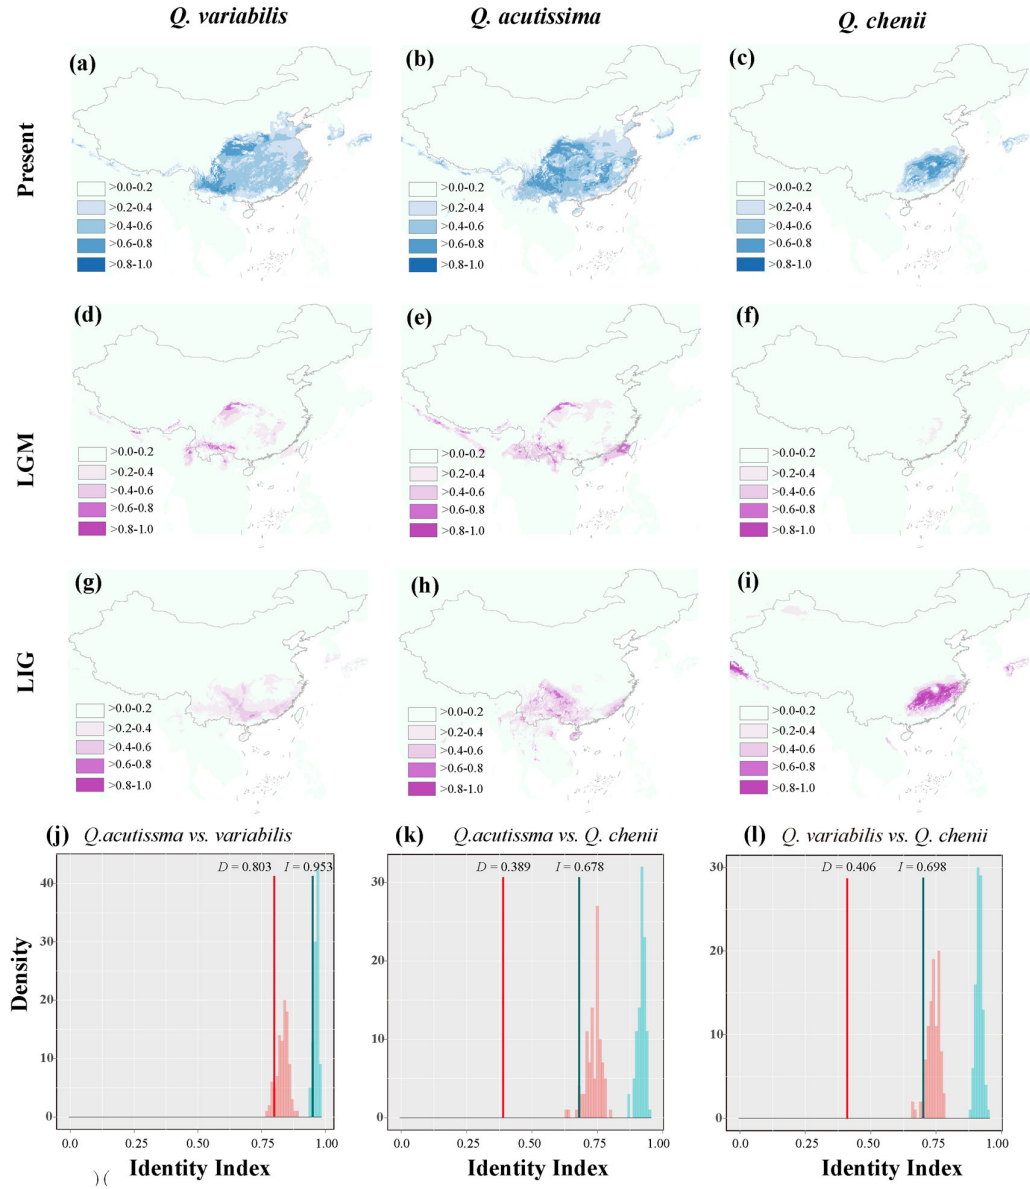 Q. variabilis Q. acutissima Q. chenii
Present
(a) (b) (c)
>0.0–0.2 >0.0–0.2 >0.0–0.2
>0.2–0.4 >0.2–0.4 >0.2–0.4
>0.4–0.6 >0.4–0.6 >0.4–0.6
>0.6–0.8 >0.6–0.8 >0.6–0.8
>0.8-1.0 >0.8-1.0 >0.8-1.0
LGM
(d) (e) (f)
>0.0–0.2 >0.0–0.2 >0.0–0.2
>0.2–0.4 >0.2–0.4 >0.2–0.4
>0.4–0.6 >0.4–0.6 >0.4–0.6
>0.6–0.8 >0.6–0.8 >0.6–0.8
>0.8-1.0 >0.8-1.0 >0.8-1.0
LIG
(g) (h) (i)
>0.0–0.2 >0.0–0.2 >0.0–0.2
>0.2–0.4 >0.2–0.4 >0.2–0.4
>0.4–0.6 >0.4–0.6 >0.4–0.6
>0.6–0.8 >0.6–0.8 >0.6–0.8
>0.8-1.0 >0.8-1.0 >0.8-1.0
(j) Q.acutissma vs. variabilis (k) Q.acutissma vs. Q. chenii (l) Q. variabilis vs. Q. chenii
D = 0.803 I = 0.953 D = 0.389 I = 0.678 D = 0.406 I = 0.698
Density
40
30
20
10
0
30
20
10
0
30
20
10
0
0.0 0.25 0.50 0.75 1.00 0.00 0.25 0.50 0.75 1.00 0.0 0.25 0.50 0.75 1.00
Identity Index Identity Index Identity Index
) (